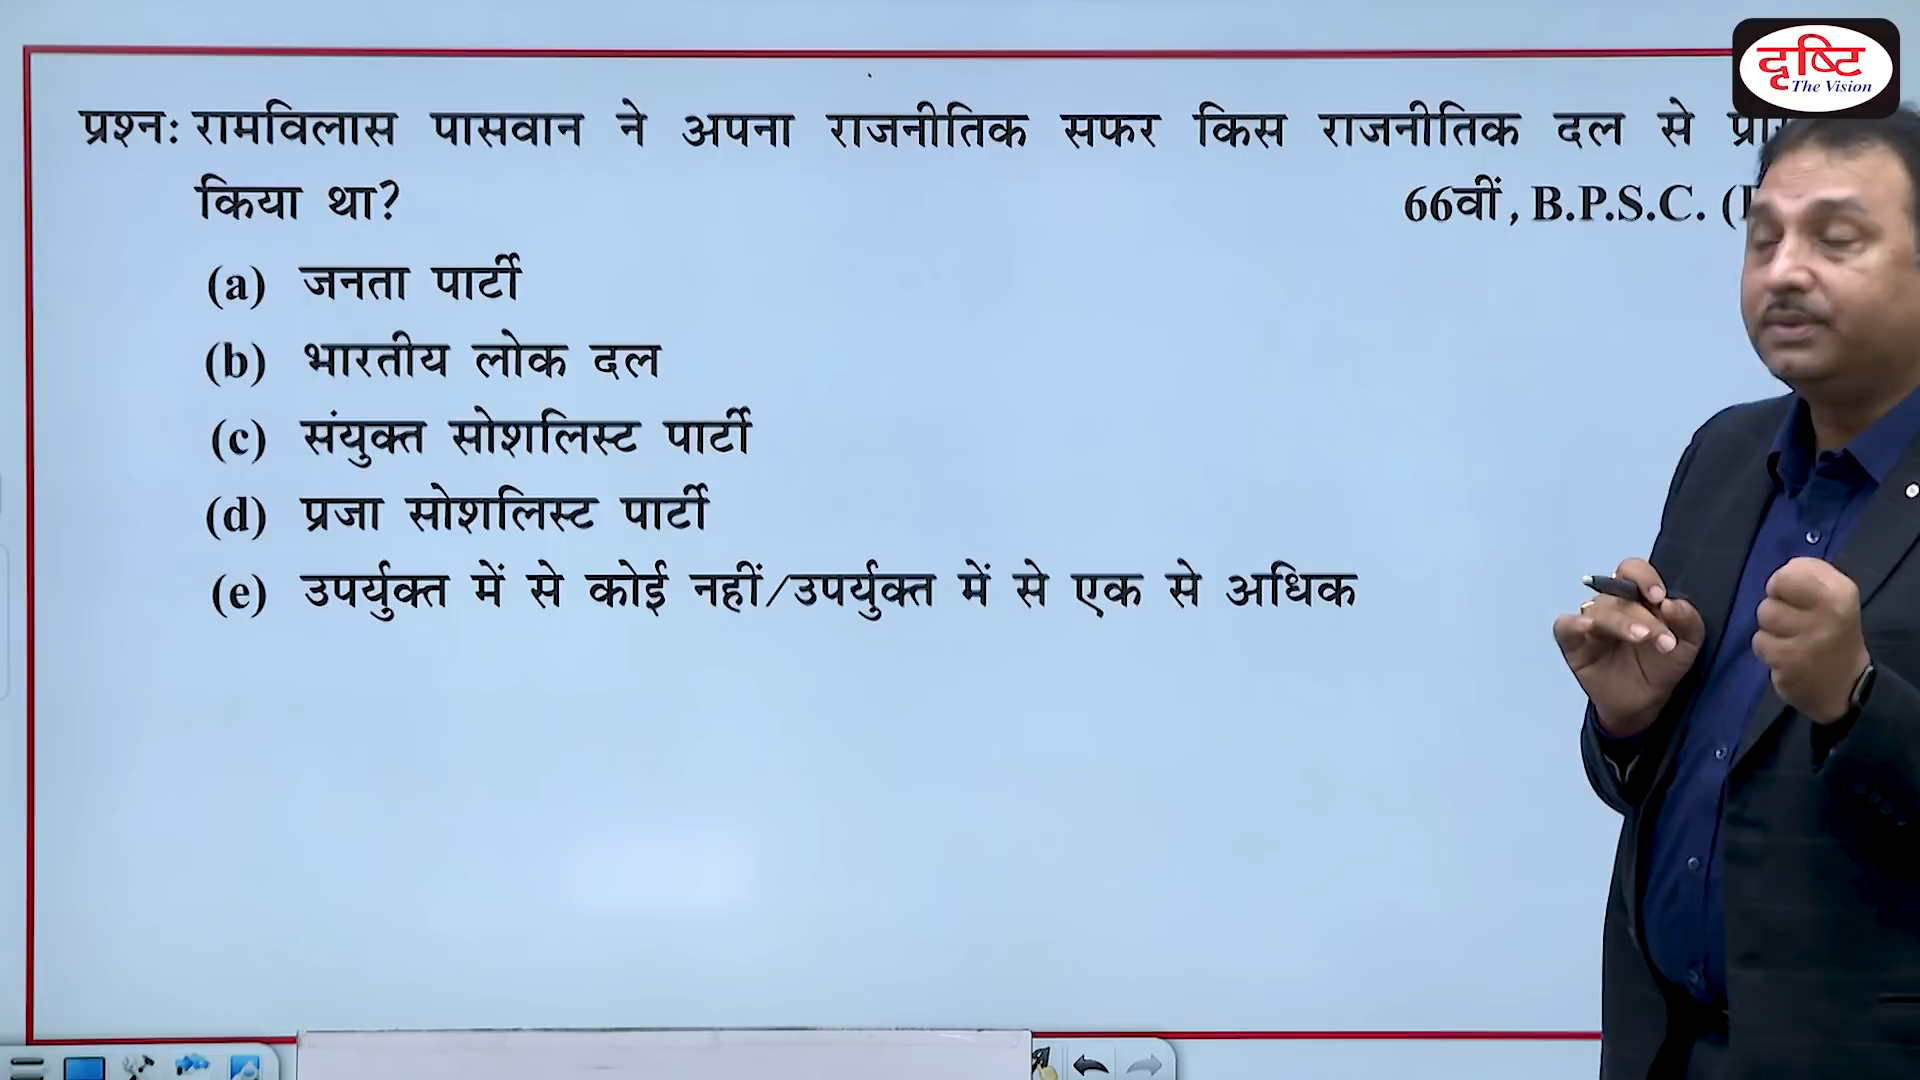 दृष्टि
The Vision
प्रश्न: रामविलास पासवान ने अपना राजनीतिक सफर किस राजनीतिक दल से
किया था? 66वीं, B.P.S.C.
(a) जनता पार्टी
(b) भारतीय लोक दल
(c) संयुक्त सोशलिस्ट पार्टी
(d) प्रजा सोशलिस्ट पार्टी
(e) उपर्युक्त में से कोई नहीं/उपर्युक्त में से एक से अधिक